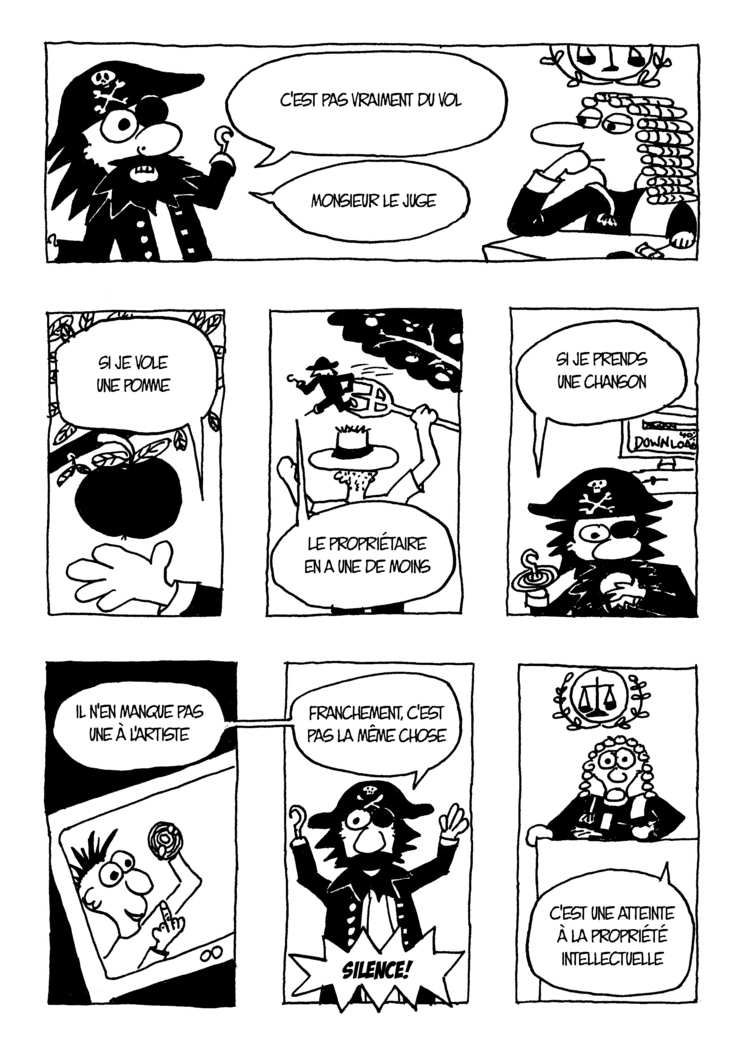 C'EST PAS VRAIMENT DU VOL
MONSIEUR LE JUGE
SI JE VOLE
UNE POMME
LE PROPRIÉTAIRE
EN A UNE DE MOINS
SI JE PRENDS
UNE CHANSON
DOWNLOAD
IL N'EN MANQUE PAS
UNE À L'ARTISTE
FRANCHEMENT, C'EST
PAS LA MÊME CHOSE
SILENCE!
C'EST UNE ATTEINTE
À LA PROPRIÉTÉ
INTELLECTUELLE